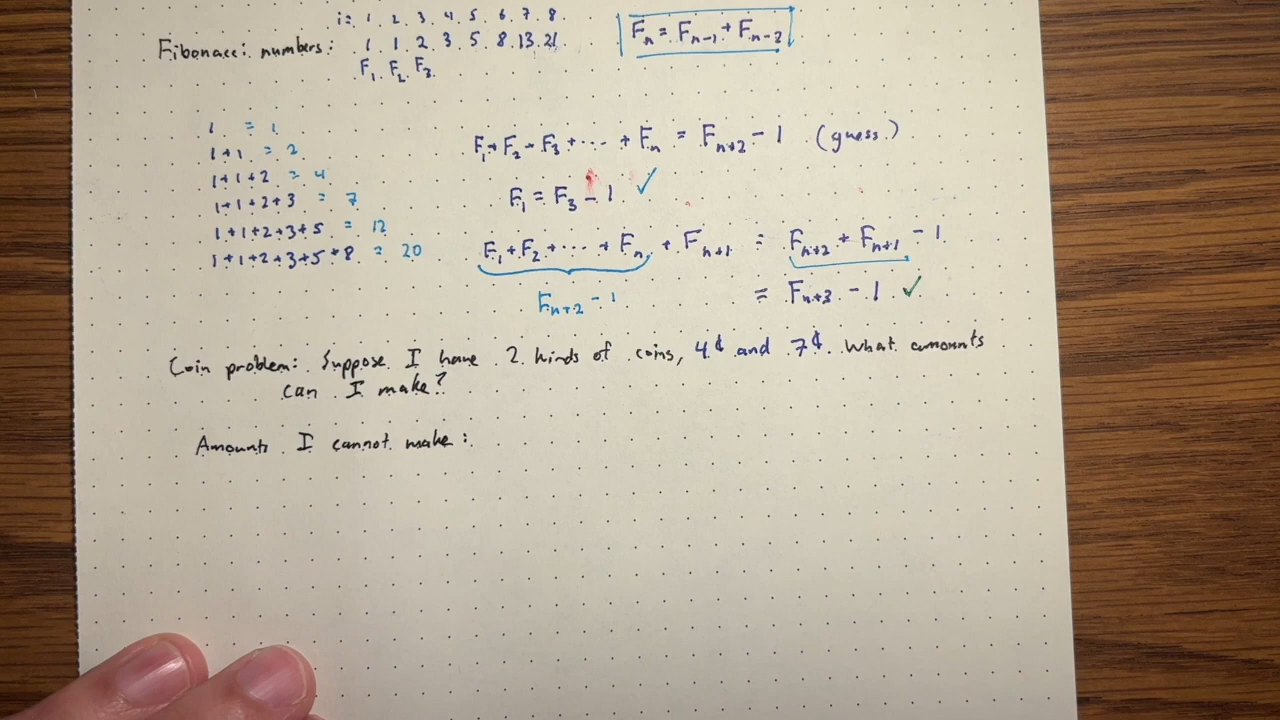 i= 1 2 3 4 5 6 7 8
Fibonacci numbers: 1 1 2 3 5 8 13 21
F₁ F₂ F₃
Fₙ = Fₙ₋₁ + Fₙ₋₂
1 = 1
1+1 = 2
1+1+2 = 4
1+1+2+3 = 7
1+1+2+3+5 = 12
1+1+2+3+5+8 = 20
F₁+F₂+F₃+⋯+Fₙ = Fₙ₊₂ - 1 (guess)
F₁ = F₃ - 1 ✓
F₁+F₂+⋯+Fₙ + Fₙ₊₁ = Fₙ₊₂ + Fₙ₊₁ - 1
Fₙ₊₂ - 1
= Fₙ₊₃ - 1 ✓
Coin problem: Suppose I have 2 kinds of coins, 4¢ and 7¢. What amounts
can I make?
Amounts I cannot make: